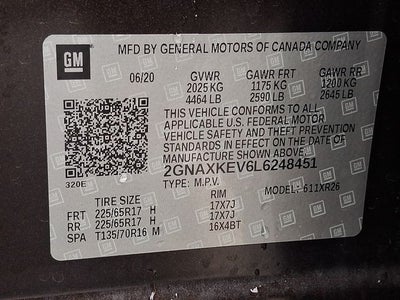 GM
MFD BY GENERAL MOTORS OF CANADA COMPANY
06/20 GVWR GAWR FRT GAWR RR
2025 KG 1175 KG 1200 KG
4464 LB 2590 LB 2645 LB
THIS VEHICLE CONFORMS TO ALL
APPLICABLE U.S. FEDERAL MOTOR
VEHICLE SAFETY AND THEFT PREVENTION
STANDARDS IN EFFECT ON THE DATE OF
MANUFACTURE SHOWN ABOVE.
2GNAXKEV6L6248451
320E TYPE: M.P.V. MODEL: 611XR26
TIRE SIZE RIM
FRT 225/65R17 H 17X7J
RR 225/65R17 H 17X7J
SPA T135/70R16 M 16X4BT